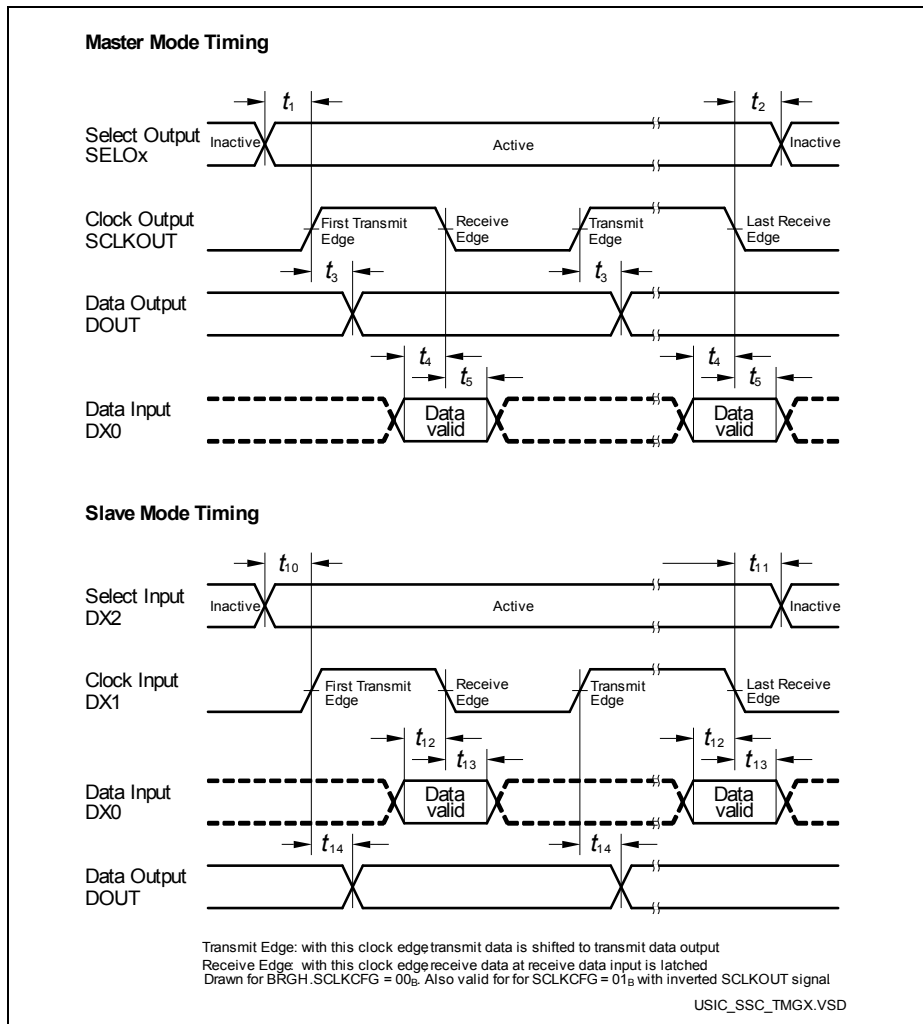 Master Mode Timing
t1
t2
Select Output
SELOx
Inactive
Active
Inactive
Clock Output
SCLKOUT
First Transmit
Edge
Receive
Edge
Transmit
Edge
Last Receive
Edge
t3
t3
Data Output
DOUT
t4
t5
t4
t5
Data Input
DX0
Data
valid
Data
valid
Slave Mode Timing
t10
t11
Select Input
DX2
Inactive
Active
Inactive
Clock Input
DX1
First Transmit
Edge
Receive
Edge
Transmit
Edge
Last Receive
Edge
t12
t13
t12
t13
Data Input
DX0
Data
valid
Data
valid
t14
t14
Data Output
DOUT
Transmit Edge: with this clock edge, transmit data is shifted to transmit data output
Receive Edge: with this clock edge, receive data at receive data input is latched
Drawn for BRGH.SCLKCFG = 00B. Also valid for for SCLKCFG = 01B with inverted SCLKOUT signal.
USIC_SSC_TMGX.VSD